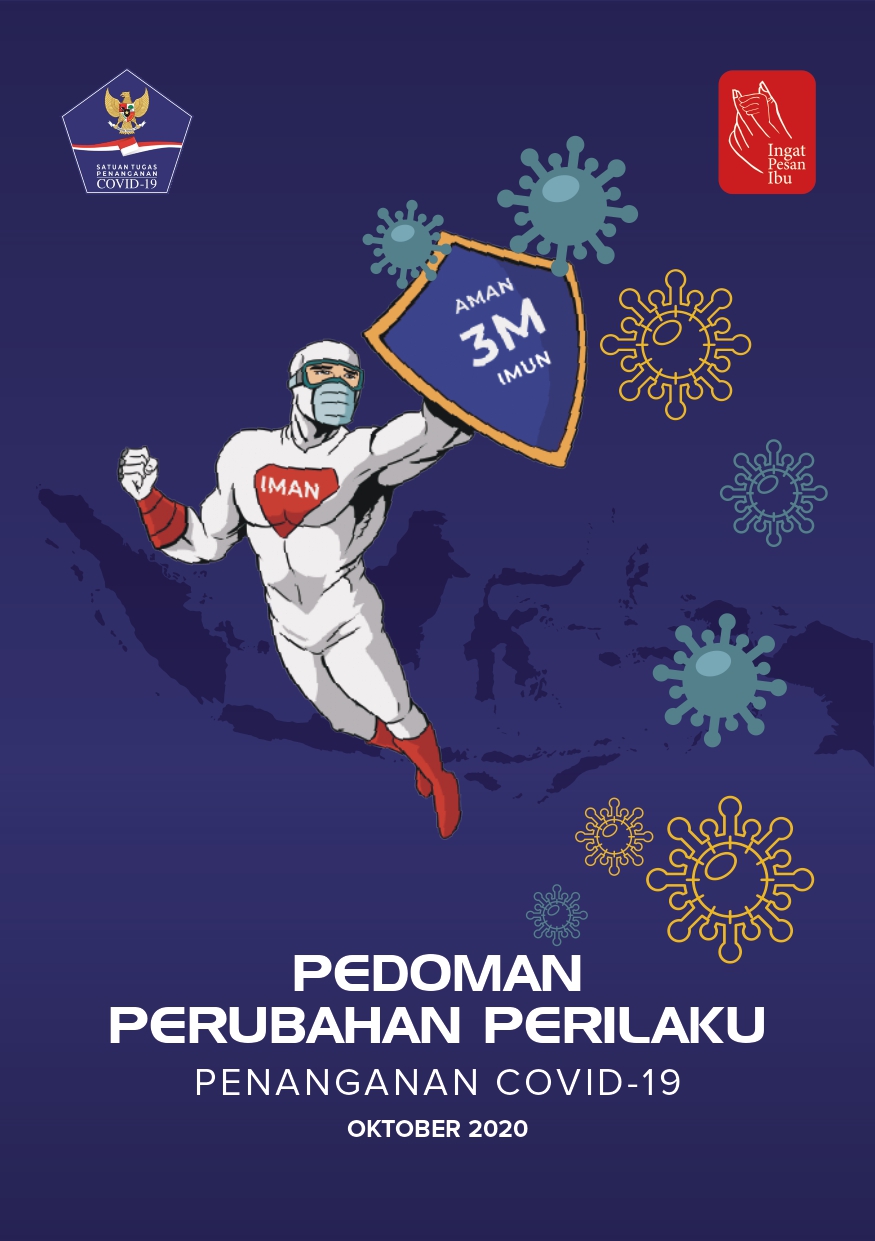 SATUAN TUGAS
PENANGANAN
COVID-19
Ingat
Pesan
Ibu
AMAN
3M
IMUN
IMAN
PEDOMAN
PERUBAHAN PERILAKU
PENANGANAN COVID-19
OKTOBER 2020